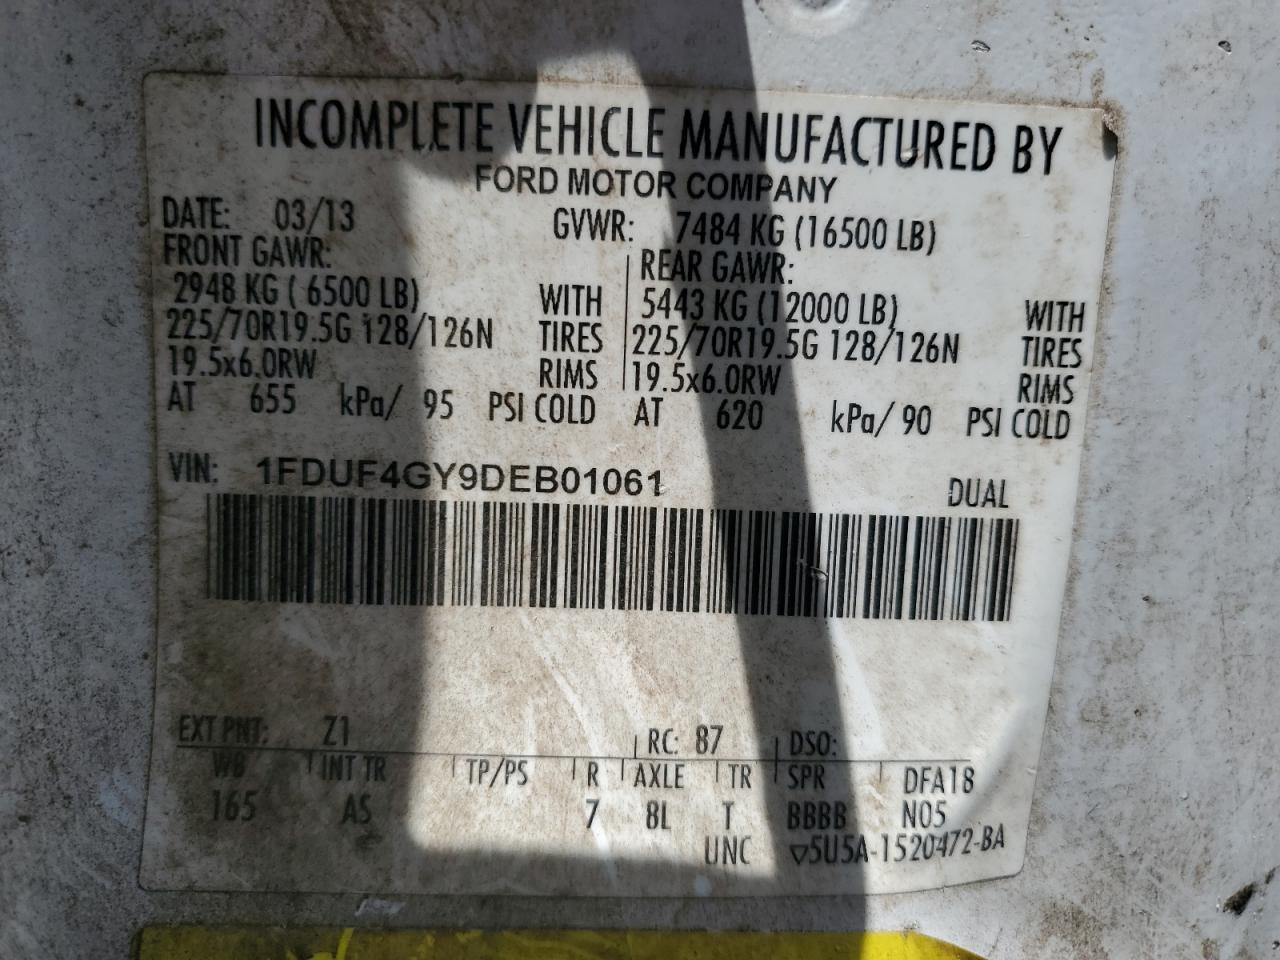 INCOMPLETE VEHICLE MANUFACTURED BY
FORD MOTOR COMPANY
DATE: 03/13 GVWR: 7484 KG (16500 LB)
FRONT GAWR: REAR GAWR:
2948 KG ( 6500 LB) WITH 5443 KG (12000 LB) WITH
225/70R19.5G 128/126N TIRES 225/70R19.5G 128/126N TIRES
19.5x6.0RW RIMS 19.5x6.0RW RIMS
AT 655 kPa/ 95 PSI COLD AT 620 kPa/ 90 PSI COLD
VIN: 1FDUF4GY9DEB01061 DUAL
EXT PNT: Z1 RC: 87 DSO:
WB INT TR TP/PS R AXLE TR SPR DFA18
165 AS 7 8L T BBBB N05
UNC ▽5U5A-1520472-BA